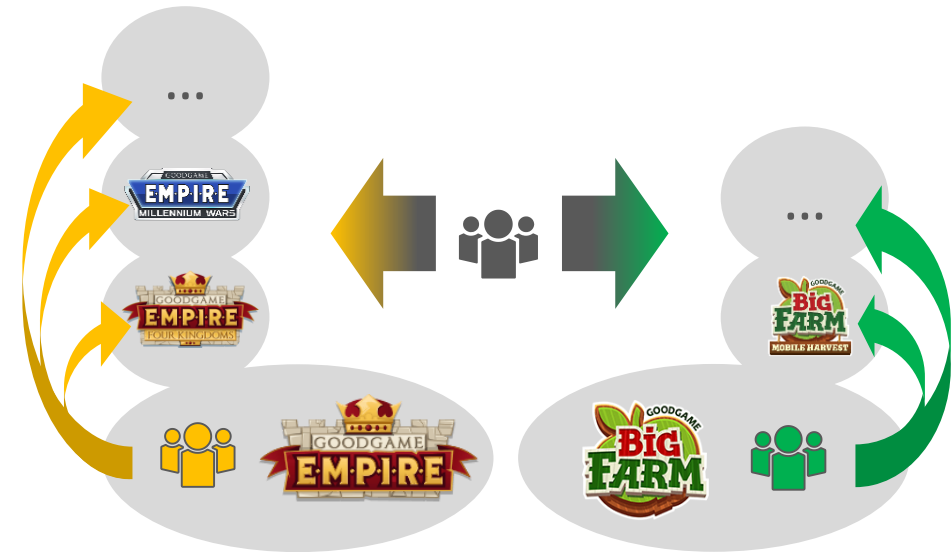 ...
GOODGAME
EMPIRE
MILLENNIUM WARS
GOODGAME
EMPIRE
FOUR KINGDOMS
GOODGAME
EMPIRE
...
GOODGAME
BiG
FARM
MOBILE HARVEST
GOODGAME
BiG
FARM